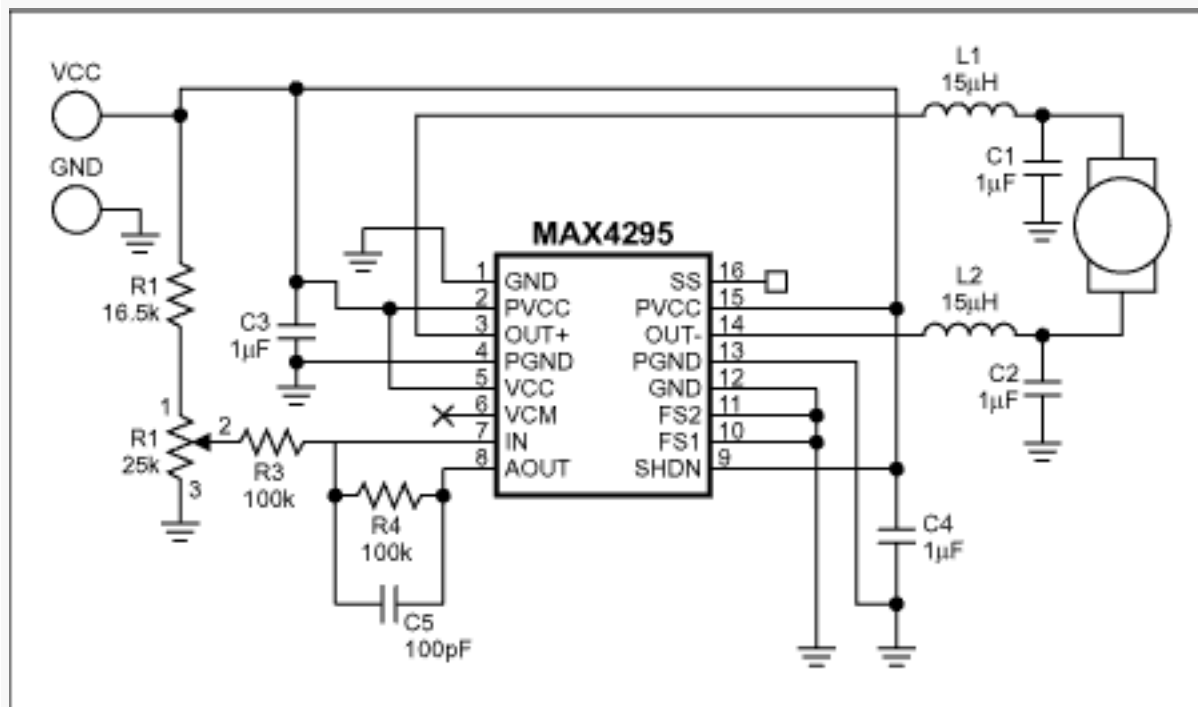 VCC
GND
R1
16.5k
1
R1
25k
2
3
R3
100k
C3
1µF
R4
100k
C5
100pF
MAX4295
1 GND
2 PVCC
3 OUT+
4 PGND
5 VCC
6 VCM
7 IN
8 AOUT
SS 16
PVCC 15
OUT- 14
PGND 13
GND 12
FS2 11
FS1 10
SHDN 9
L1
15µH
C1
1µF
L2
15µH
C2
1µF
C4
1µF